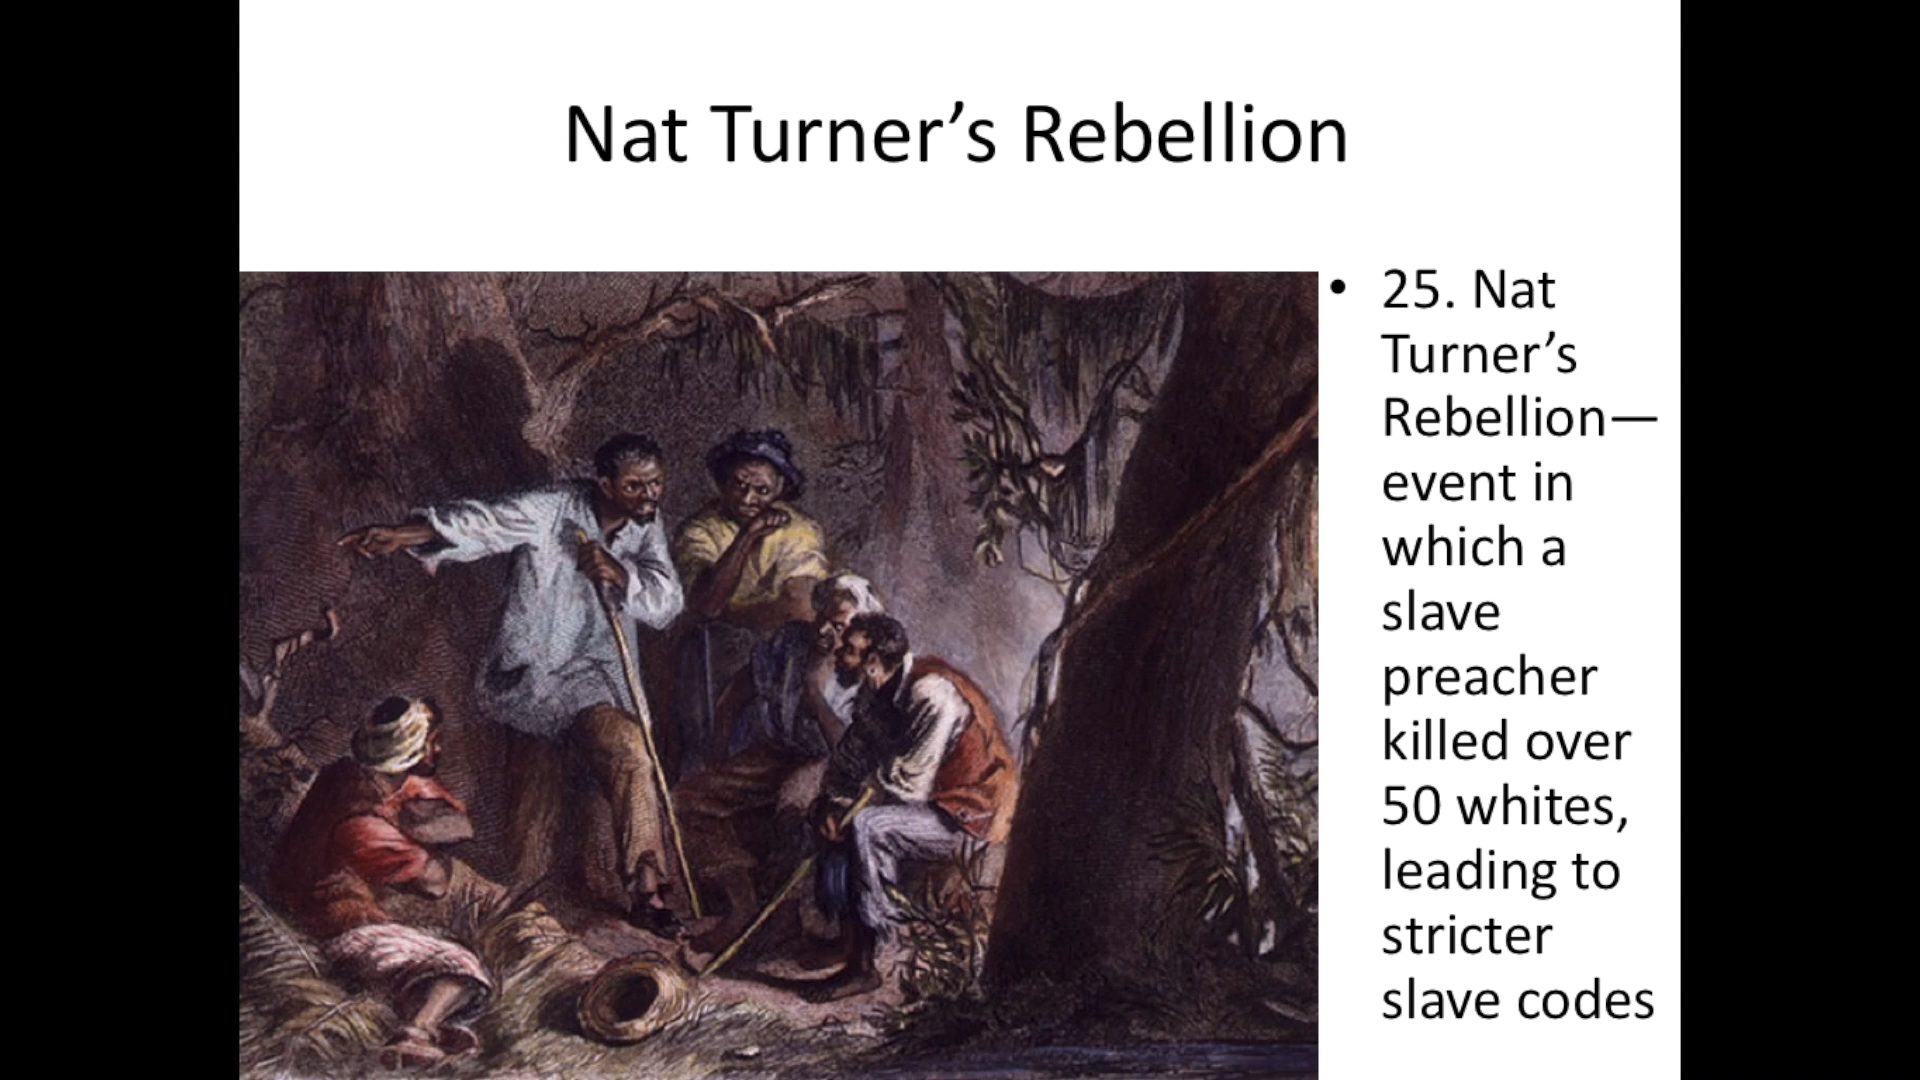 Nat Turner’s Rebellion
• 25. Nat
Turner’s
Rebellion—
event in
which a
slave
preacher
killed over
50 whites,
leading to
stricter
slave codes